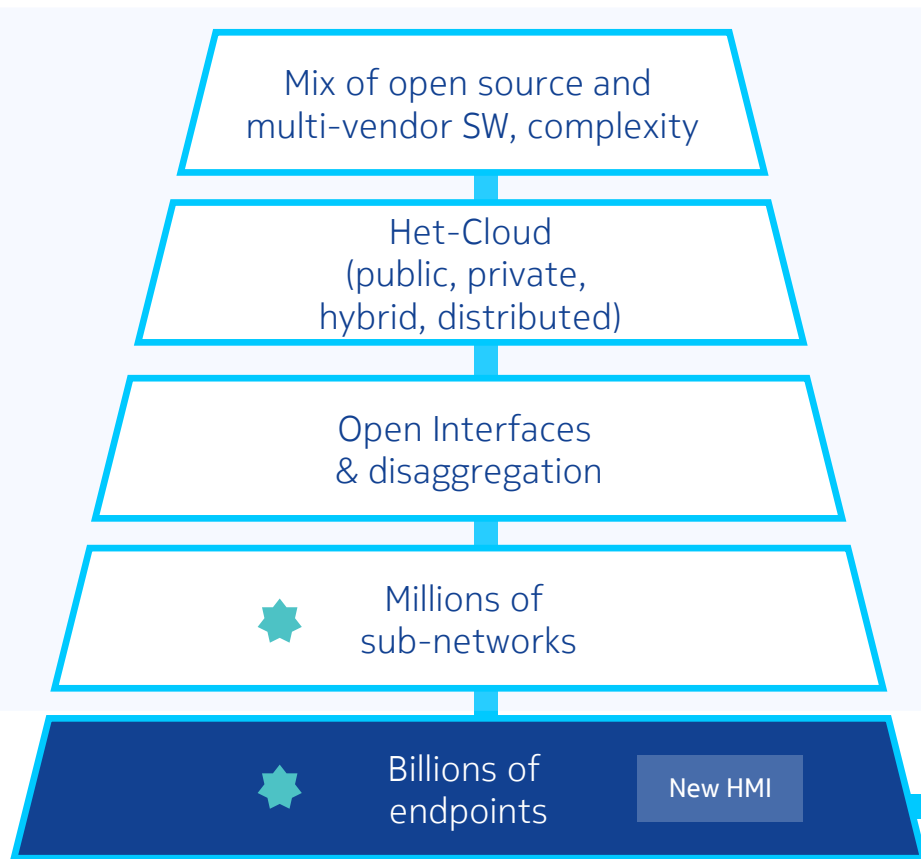 Mix of open source and
multi-vendor SW, complexity
Het-Cloud
(public, private,
hybrid, distributed)
Open Interfaces
& disaggregation
Millions of
sub-networks
Billions of
endpoints
New HMI